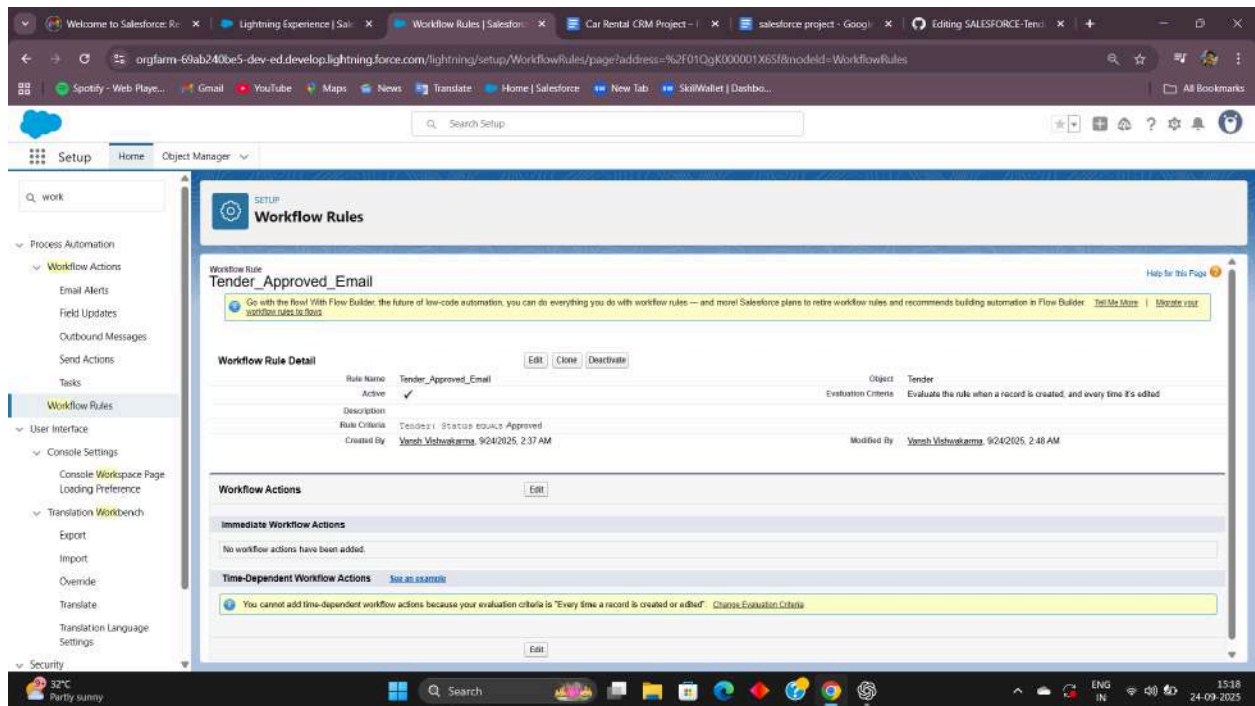 Welcome to Salesforce: Re
Lightning Experience | Sale
Workflow Rules | Salesforc
Car Rental CRM Project – I
salesforce project - Google
Editing SALESFORCE-Tend
orgfarm-69ab240be5-dev-ed.develop.lightning.force.com/lightning/setup/WorkflowRules/page?address=%2F01QgK000001X65f&nodeId=WorkflowRules
Spotify - Web Playe...
Gmail
YouTube
Maps
News
Translate
Home | Salesforce
New Tab
SkillWallet | Dashbo...
All Bookmarks
Search Setup
Setup
Home
Object Manager
work
Process Automation
Workflow Actions
Email Alerts
Field Updates
Outbound Messages
Send Actions
Tasks
Workflow Rules
User Interface
Console Settings
Console Workspace Page
Loading Preference
Translation Workbench
Export
Import
Override
Translate
Translation Language
Settings
Security
SETUP
Workflow Rules
Workflow Rule
Tender_Approved_Email
Help for this Page
Go with the flow! With Flow Builder, the future of low-code automation, you can do everything you do with workflow rules — and more! Salesforce plans to retire workflow rules and recommends building automation in Flow Builder. Tell Me More | Migrate your
workflow rules to flows
Workflow Rule Detail
Edit Clone Deactivate
Rule Name Tender_Approved_Email
Object Tender
Active ✓
Evaluation Criteria Evaluate the rule when a record is created, and every time it's edited
Description
Rule Criteria Tender: Status EQUALS Approved
Created By Vansh Vishwakarma, 9/24/2025, 2:37 AM
Modified By Vansh Vishwakarma, 9/24/2025, 2:48 AM
Workflow Actions
Edit
Immediate Workflow Actions
No workflow actions have been added.
Time-Dependent Workflow Actions See an example
You cannot add time-dependent workflow actions because your evaluation criteria is "Every time a record is created or edited". Change Evaluation Criteria
Edit
32°C
Partly sunny
Search
ENG
IN
15:18
24-09-2025